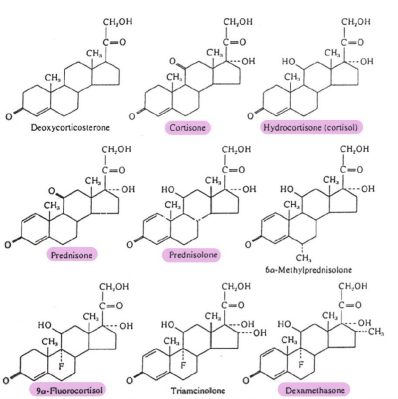 CH₂OH CH₂OH CH₂OH
C=O C=O C=O
CH₃ O CH₃ --OH HO CH₃ --OH
CH₃ CH₃ CH₃
O O O
Deoxycorticosterone Cortisone Hydrocortisone (cortisol)
CH₂OH CH₂OH CH₂OH
C=O C=O C=O
O CH₃ --OH HO CH₃ --OH HO CH₃ --OH
CH₃ CH₃ CH₃
O O O
Prednisone Prednisolone CH₃
6α-Methylprednisolone
CH₂OH CH₂OH CH₂OH
C=O C=O C=O
HO CH₃ --OH HO CH₃ --OH HO CH₃ --OH
CH₃ CH₃ --OH CH₃ --CH₃
F F F
O O O
9α-Fluorocortisol Triamcinolone Dexamethasone